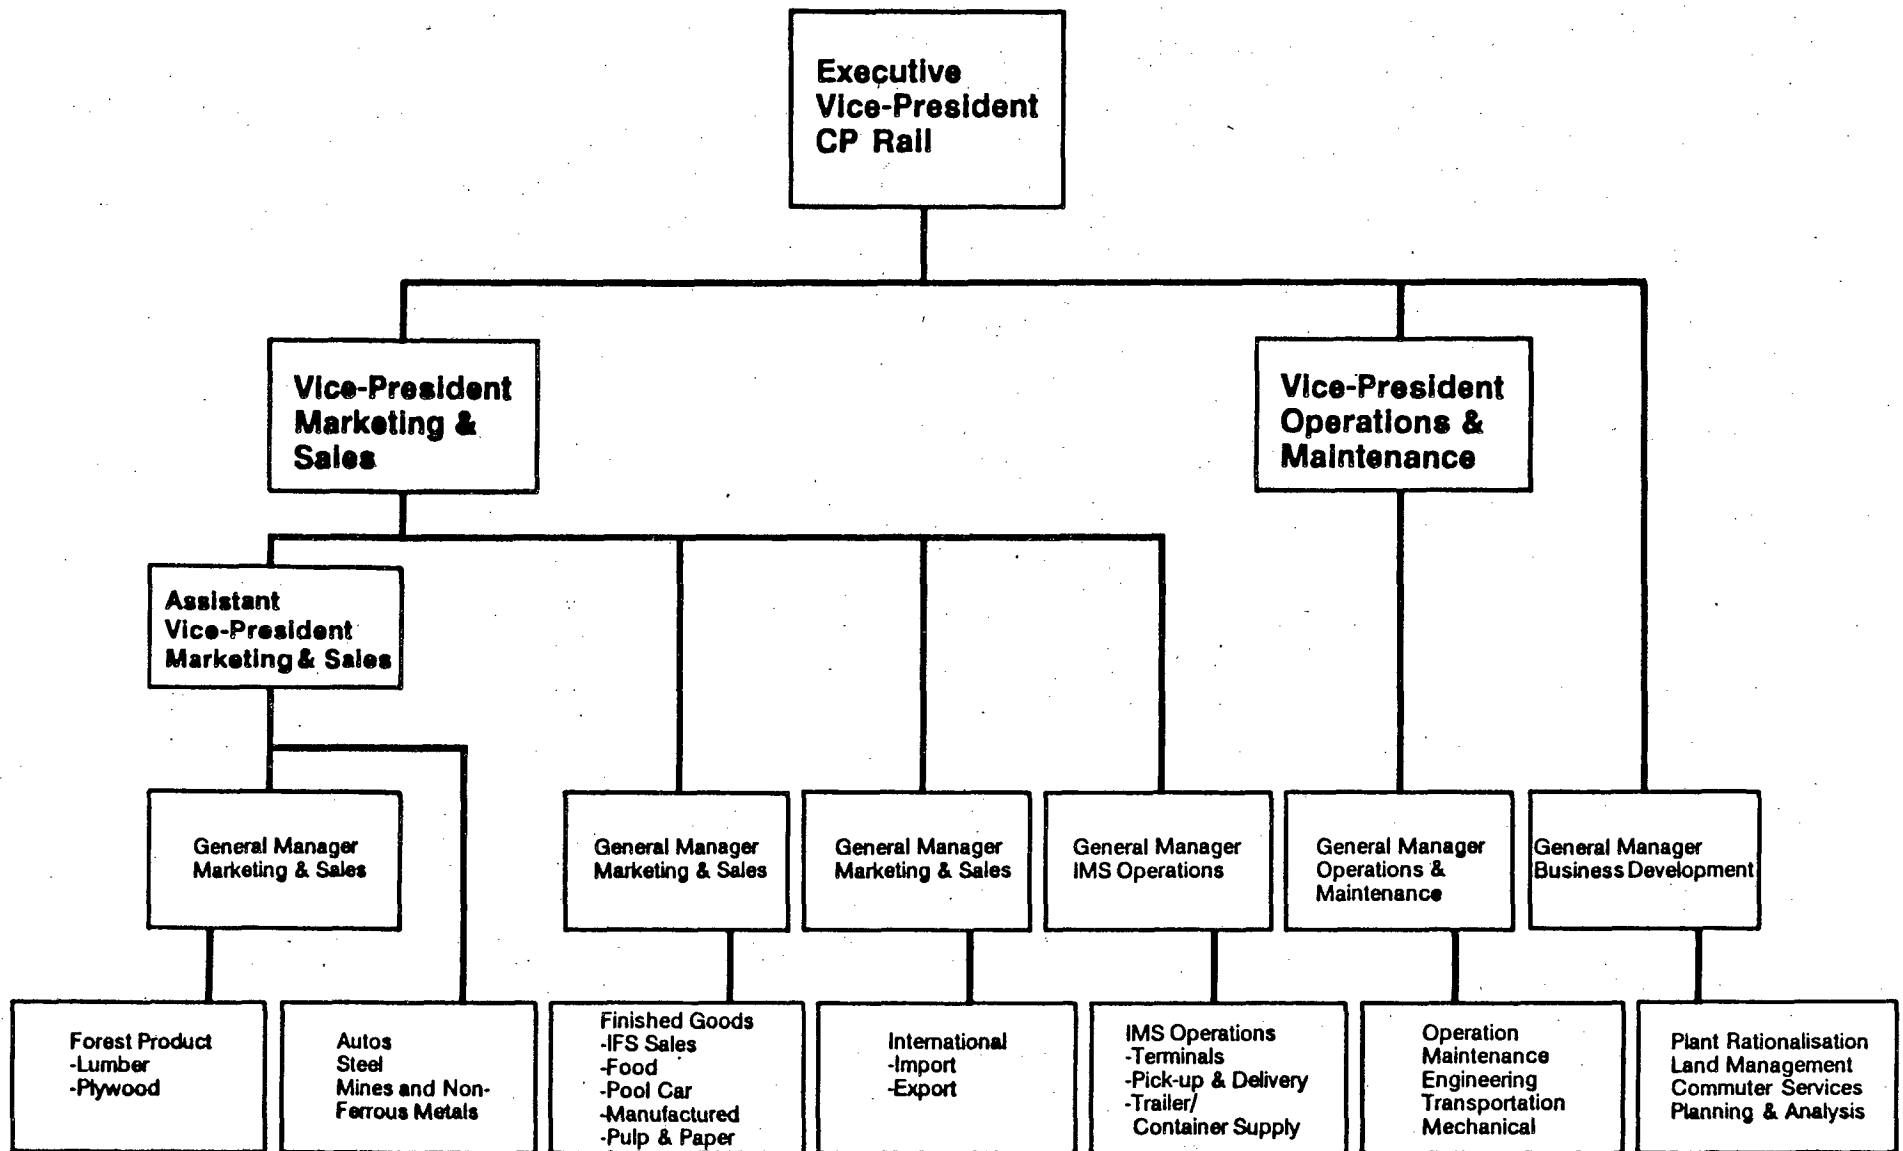 Executive
Vice-President
CP Rail
Vice-President
Marketing &
Sales
Vice-President
Operations &
Maintenance
Assistant
Vice-President
Marketing & Sales
General Manager
Marketing & Sales
General Manager
Marketing & Sales
General Manager
Marketing & Sales
General Manager
IMS Operations
General Manager
Operations &
Maintenance
General Manager
Business Development
Forest Product
-Lumber
-Plywood
Autos
Steel
Mines and Non-
Ferrous Metals
Finished Goods
-IFS Sales
-Food
-Pool Car
-Manufactured
-Pulp & Paper
International
-Import
-Export
IMS Operations
-Terminals
-Pick-up & Delivery
-Trailer/
Container Supply
Operation
Maintenance
Engineering
Transportation
Mechanical
Plant Rationalisation
Land Management
Commuter Services
Planning & Analysis